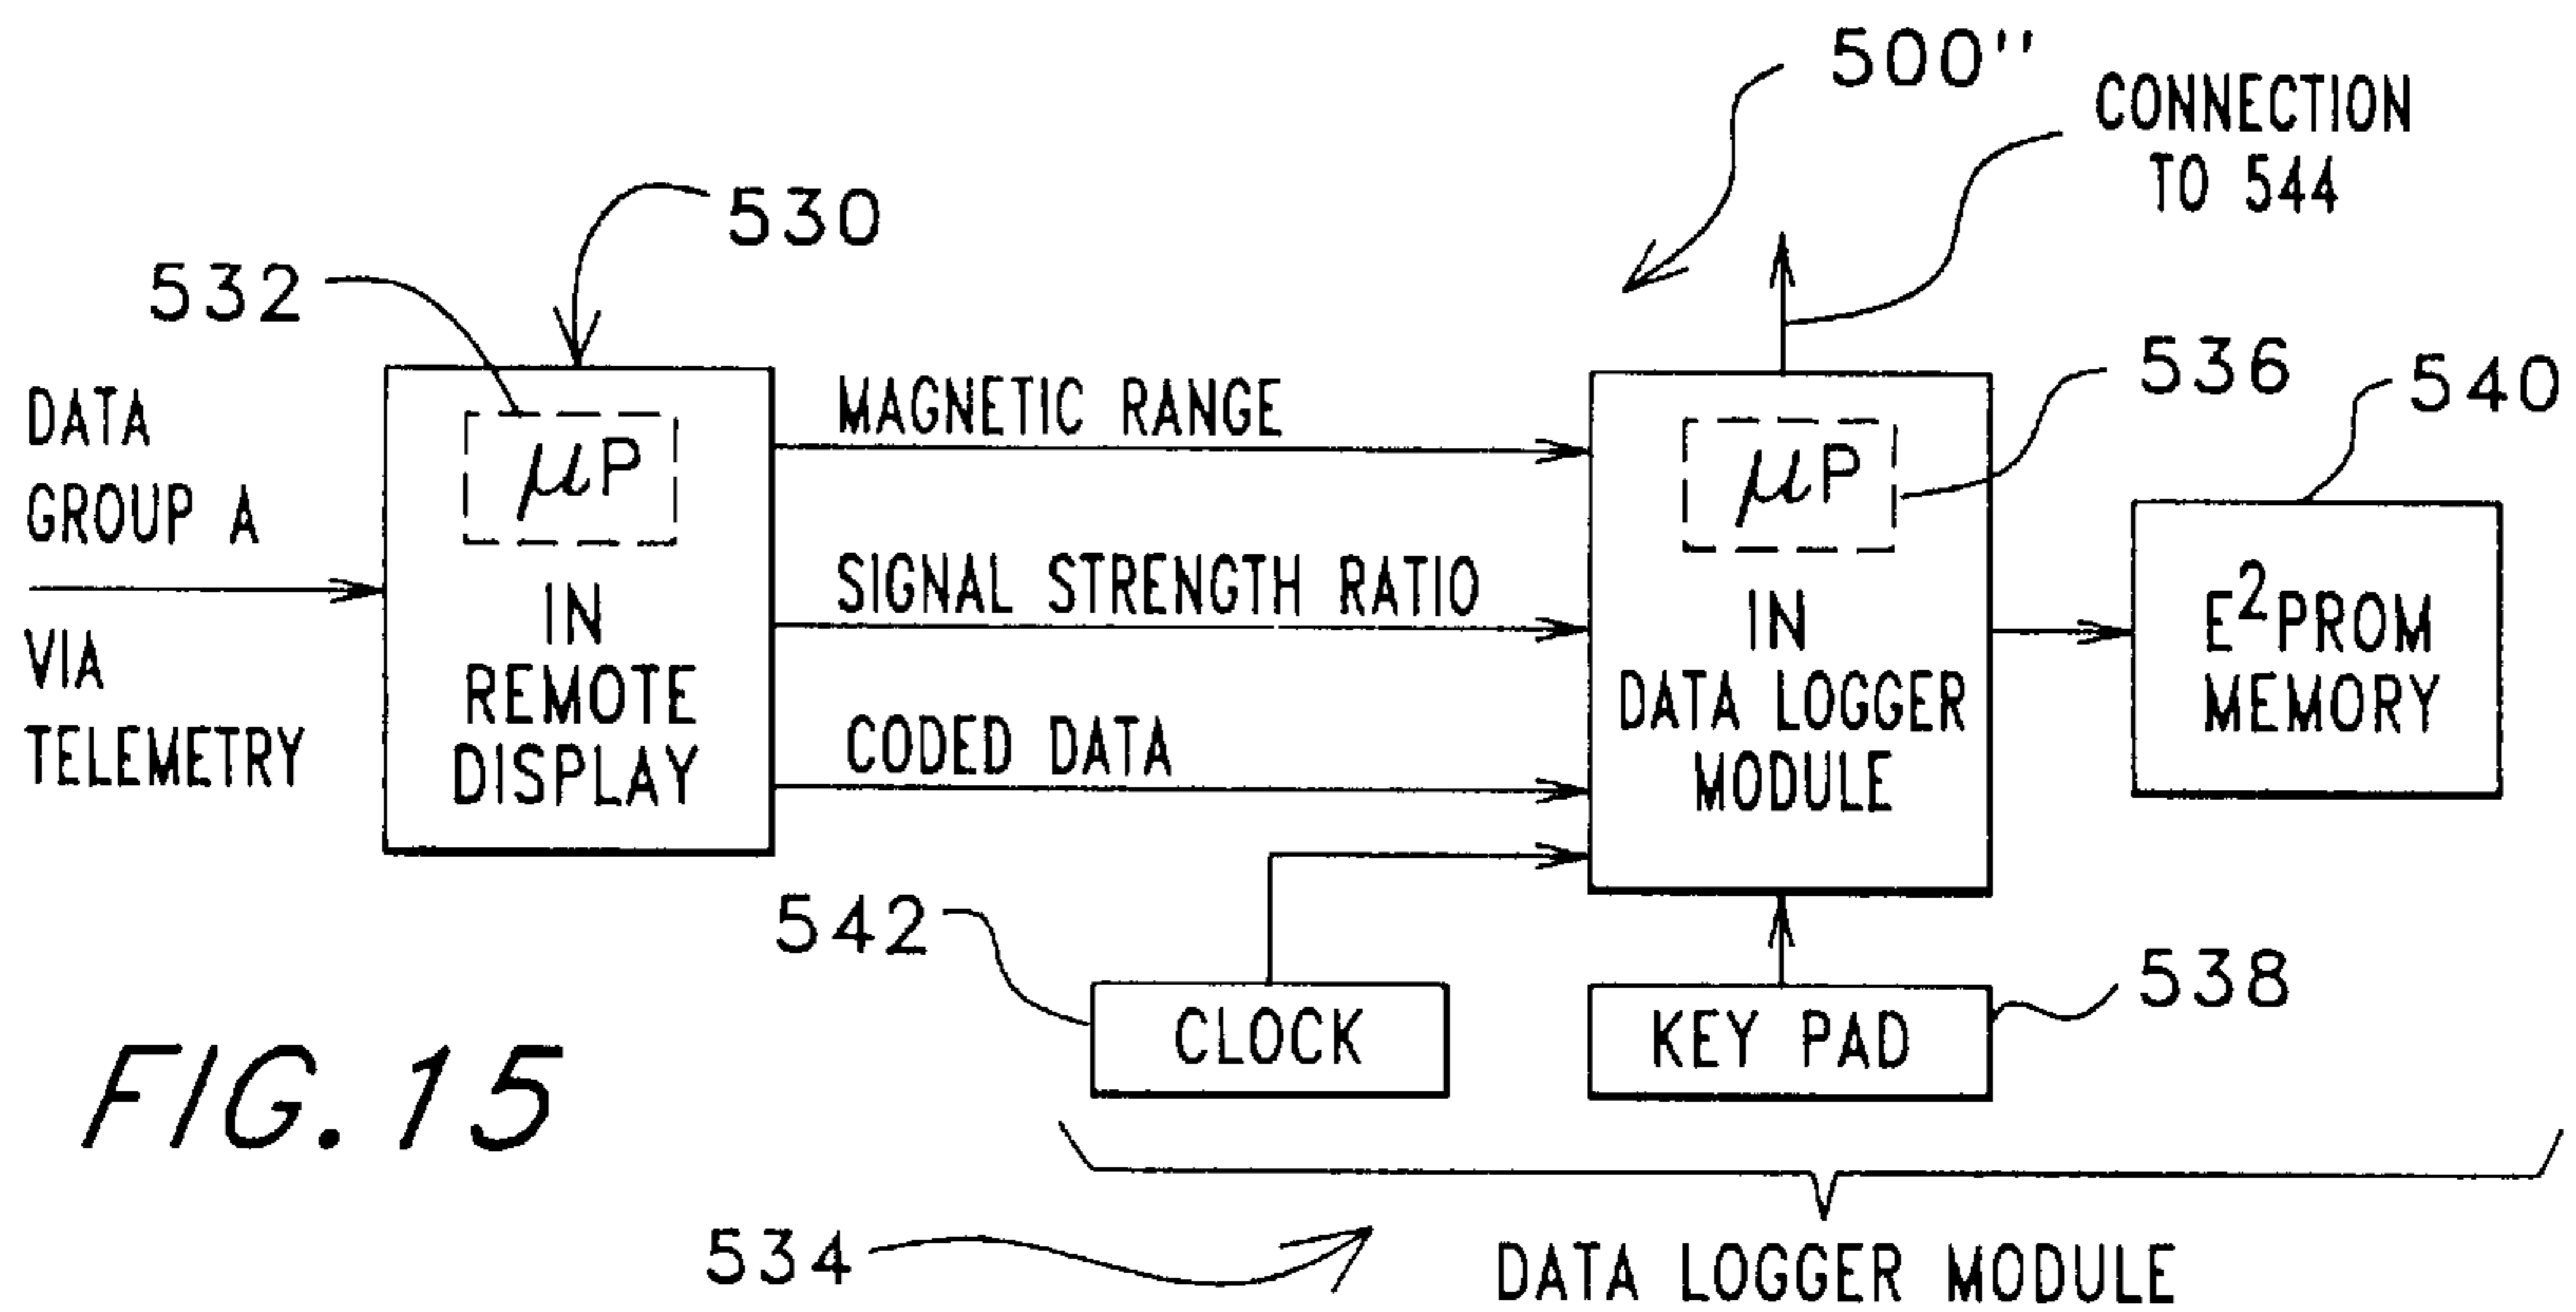 500''
CONNECTION
TO 544
530
532
536
540
DATA
GROUP A
VIA
TELEMETRY
μP
IN
REMOTE
DISPLAY
MAGNETIC RANGE
SIGNAL STRENGTH RATIO
CODED DATA
μP
IN
DATA LOGGER
MODULE
E²PROM
MEMORY
542
CLOCK
KEY PAD
538
FIG. 15
534
DATA LOGGER MODULE